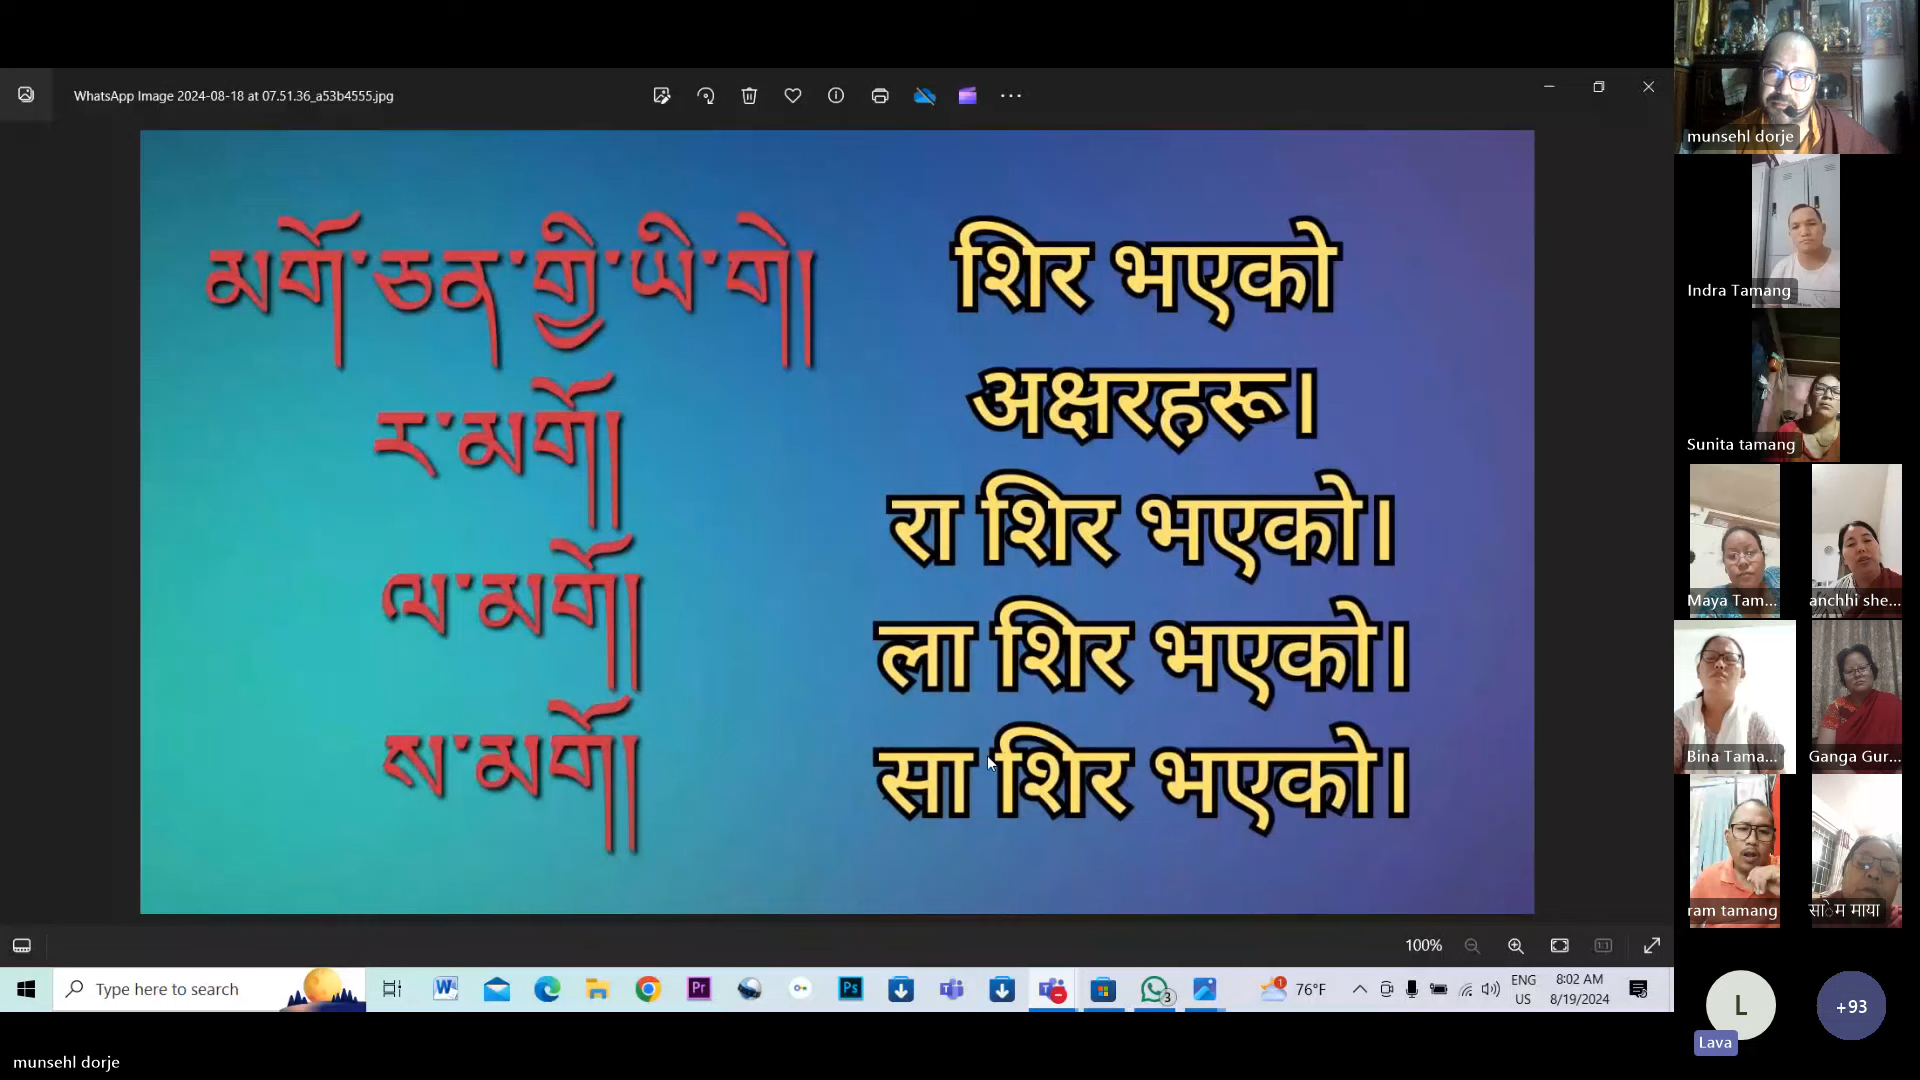 WhatsApp Image 2024-08-18 at 07.51.36_a53b4555.jpg
མགོ་ཅན་གྱི་ཡི་གེ།
ར་མགོ།
ལ་མགོ།
ས་མགོ།
शिर भएको
अक्षरहरू।
रा शिर भएको।
ला शिर भएको।
सा शिर भएको।
100%
Type here to search
3
76°F
ENG
US
8:02 AM
8/19/2024
munsehl dorje
munsehl dorje
Indra Tamang
Sunita tamang
Maya Tam...
anchhi she...
Bina Tama...
Ganga Gur...
ram tamang
साेम माया
L
Lava
+93